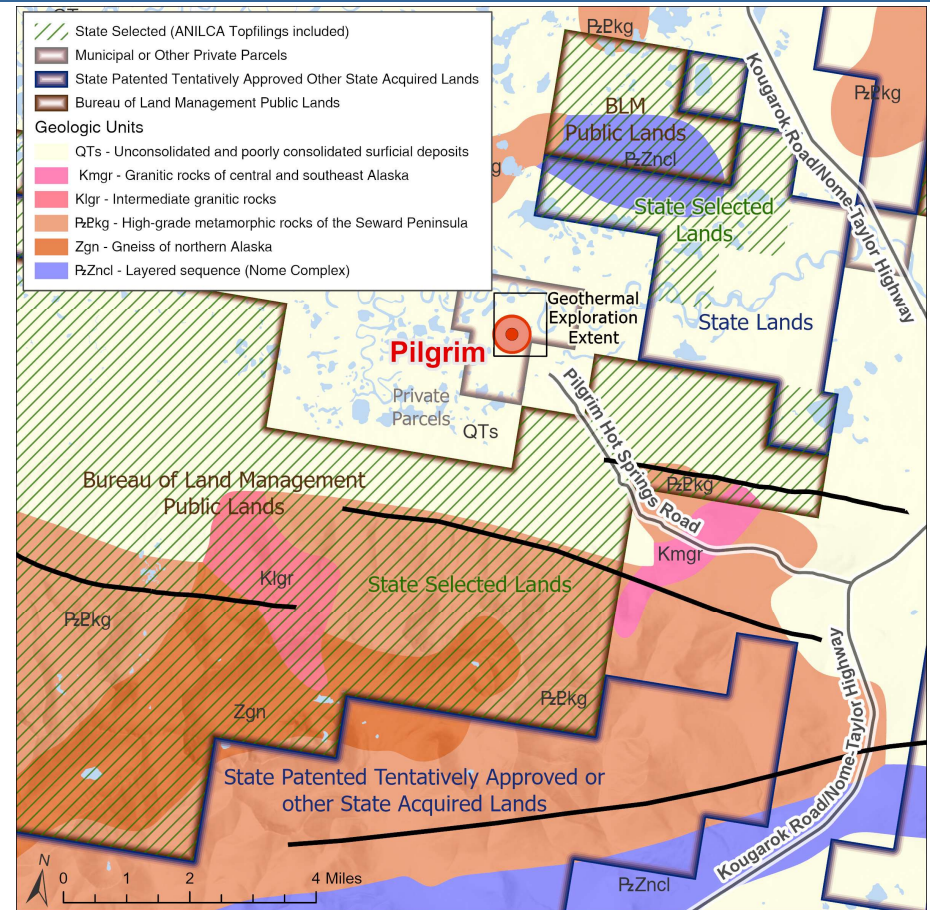 QTs
State Selected (ANILCA Topfilings included)
Municipal or Other Private Parcels
State Patented Tentatively Approved Other State Acquired Lands
Bureau of Land Management Public Lands
Geologic Units
QTs - Unconsolidated and poorly consolidated surficial deposits
Kmgr - Granitic rocks of central and southeast Alaska
Klgr - Intermediate granitic rocks
PzPkg - High-grade metamorphic rocks of the Seward Peninsula
Zgn - Gneiss of northern Alaska
PzZncl - Layered sequence (Nome Complex)
PzPkg
PzPkg
Kougarok Road/Nome-Taylor Highway
BLM
Public Lands
PzZncl
g
State Selected
Lands
State Lands
Geothermal
Exploration
Extent
Pilgrim
Private
Parcels
QTs
Pilgrim Hot Springs Road
Bureau of Land Management
Public Lands
PzPkg
Kmgr
Klgr
State Selected Lands
PzPkg
PzPkg
Zgn
State Patented Tentatively Approved or
other State Acquired Lands
Kougarok Road/Nome-Taylor Highway
PzZncl
N
0 1 2 4 Miles